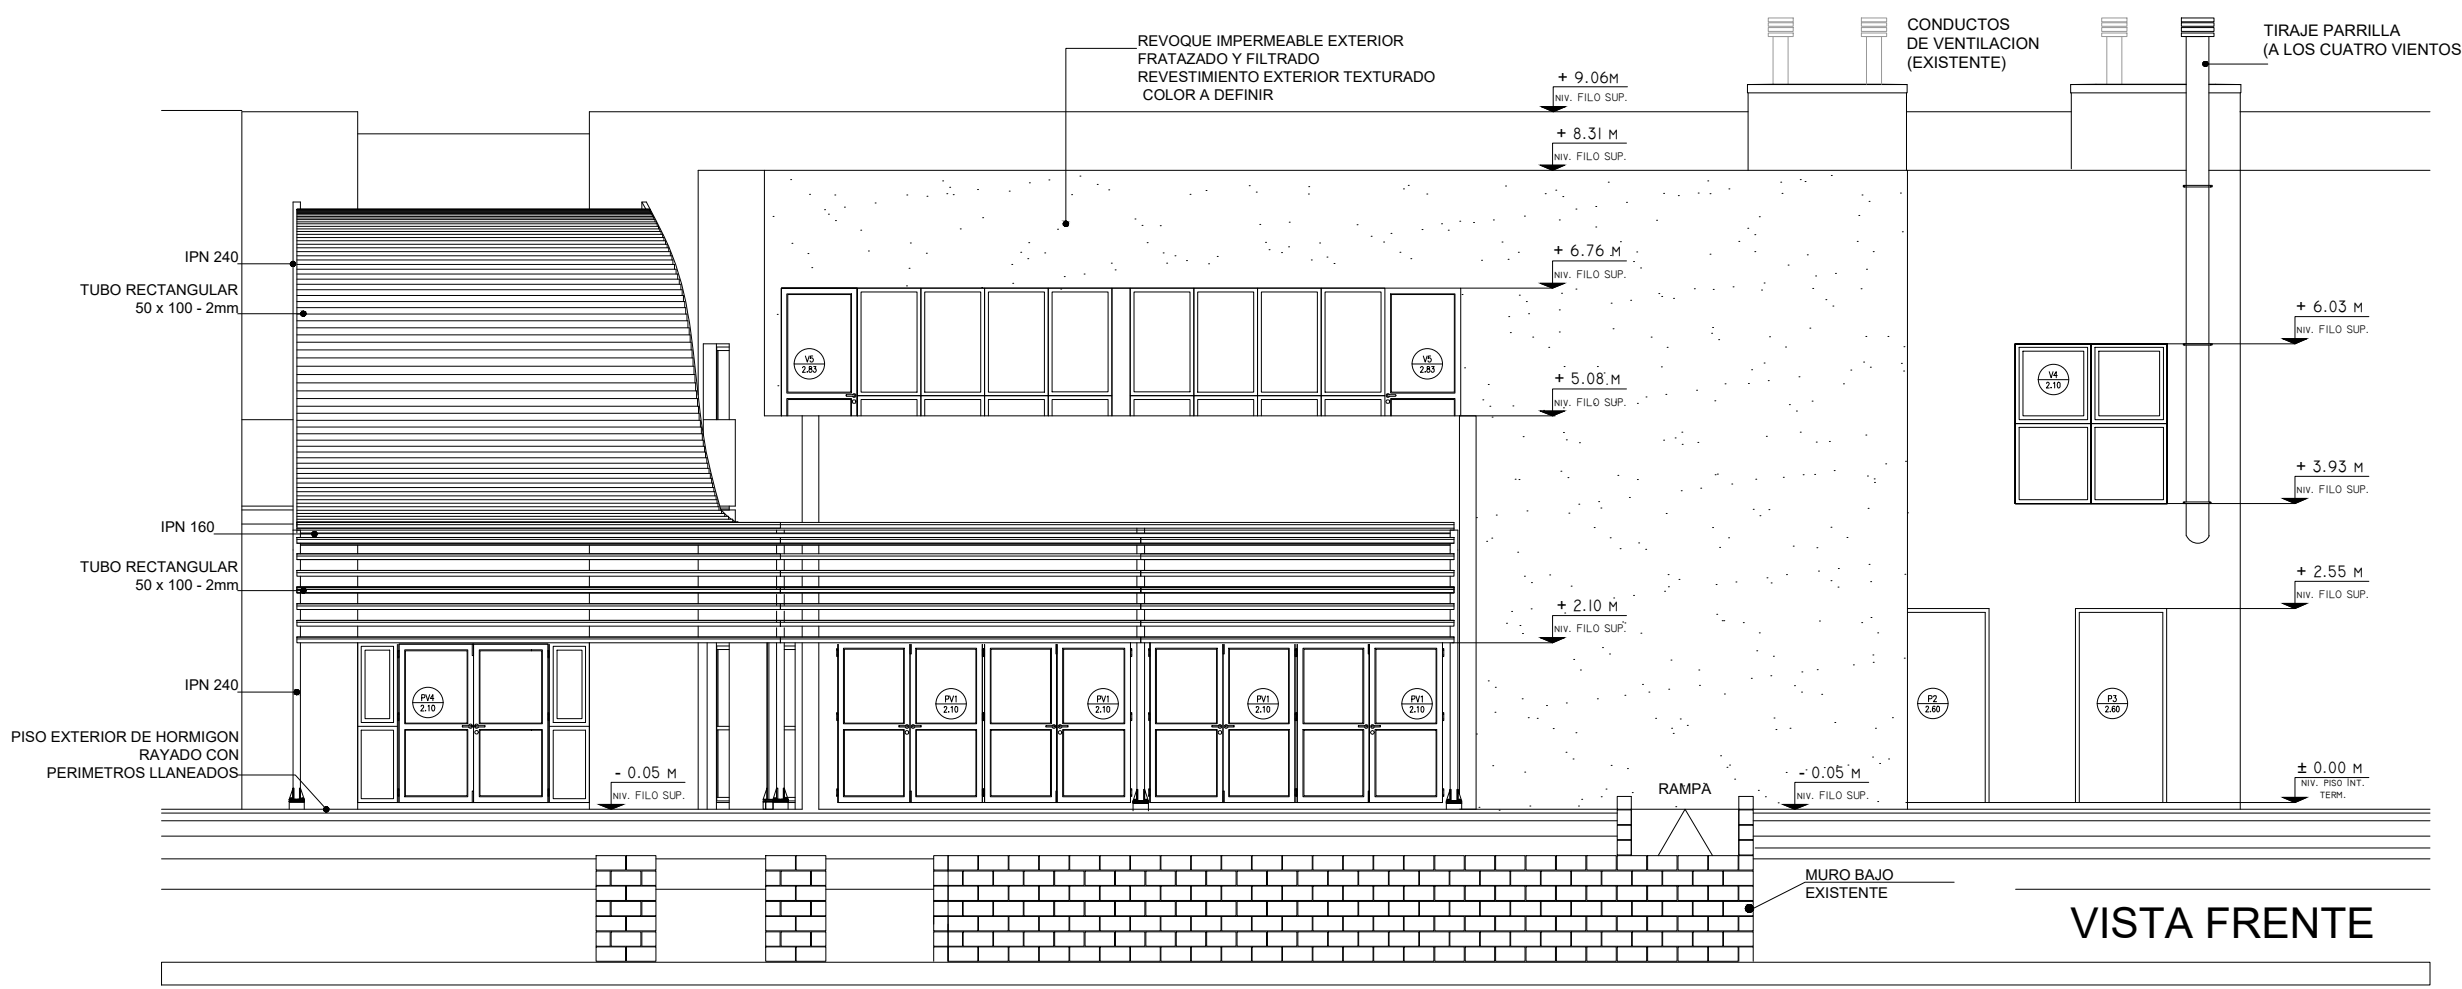 REVOQUE IMPERMEABLE EXTERIOR
FRATAZADO Y FILTRADO
REVESTIMIENTO EXTERIOR TEXTURADO
COLOR A DEFINIR
CONDUCTOS
DE VENTILACION
(EXISTENTE)
TIRAJE PARRILLA
(A LOS CUATRO VIENTOS
+ 9.06M
NIV. FILO SUP.
+ 8.31 M
NIV. FILO SUP.
+ 6.76 M
NIV. FILO SUP.
+ 5.08 M
NIV. FILO SUP.
+ 2.10 M
NIV. FILO SUP.
+ 6.03 M
NIV. FILO SUP.
+ 3.93 M
NIV. FILO SUP.
+ 2.55 M
NIV. FILO SUP.
± 0.00 M
NIV. PISO INT.
TERM.
IPN 240
TUBO RECTANGULAR
50 x 100 - 2mm
IPN 160
TUBO RECTANGULAR
50 x 100 - 2mm
IPN 240
PISO EXTERIOR DE HORMIGON
RAYADO CON
PERIMETROS LLANEADOS
V5
2.83
V5
2.83
V4
2.10
PV4
2.10
PV1
2.10
PV1
2.10
PV1
2.10
PV1
2.10
P2
2.60
P3
2.60
- 0.05 M
NIV. FILO SUP.
RAMPA
- 0.05 M
NIV. FILO SUP.
MURO BAJO
EXISTENTE
VISTA FRENTE